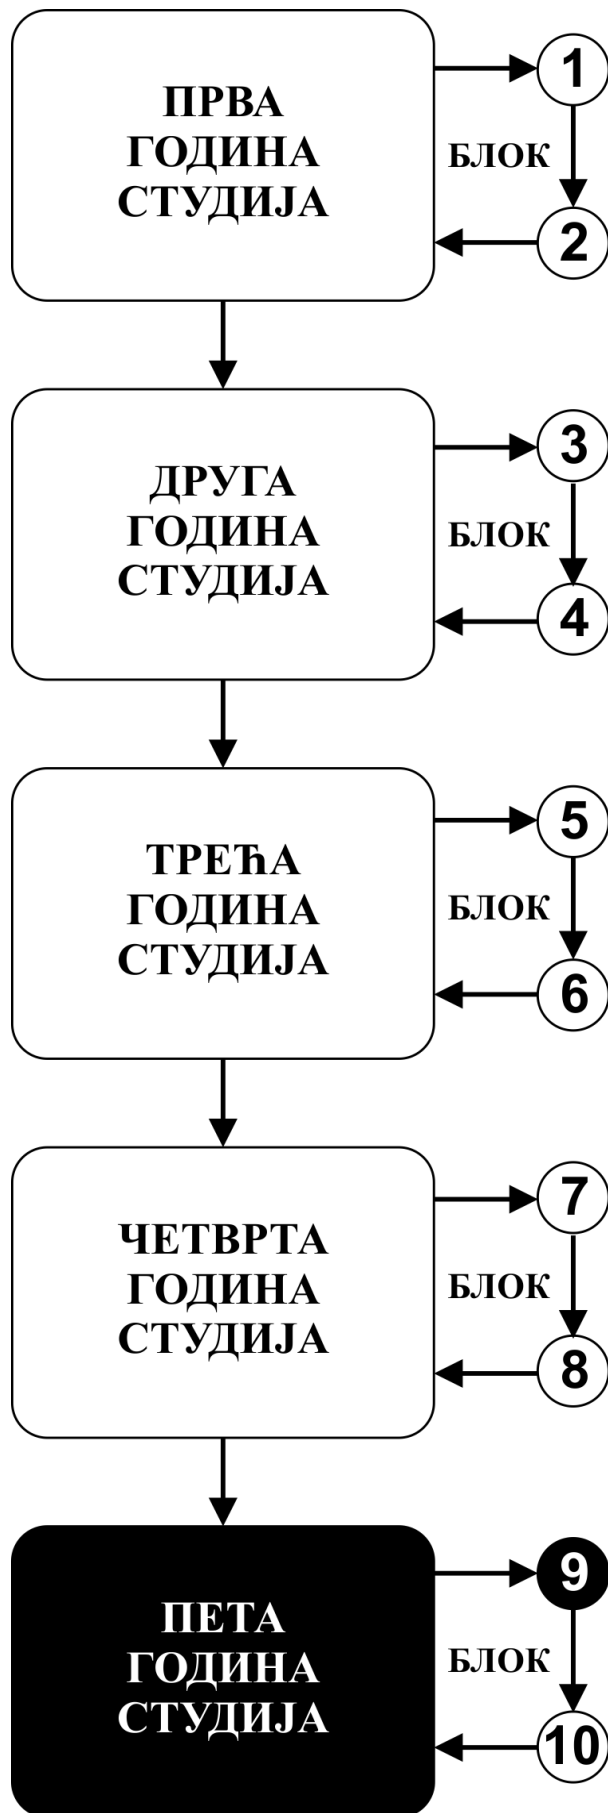 ПРВА
ГОДИНА
СТУДИЈА
1
БЛОК
2
ДРУГА
ГОДИНА
СТУДИЈА
3
БЛОК
4
ТРЕЋА
ГОДИНА
СТУДИЈА
5
БЛОК
6
ЧЕТВРТА
ГОДИНА
СТУДИЈА
7
БЛОК
8
ПЕТА
ГОДИНА
СТУДИЈА
9
БЛОК
10